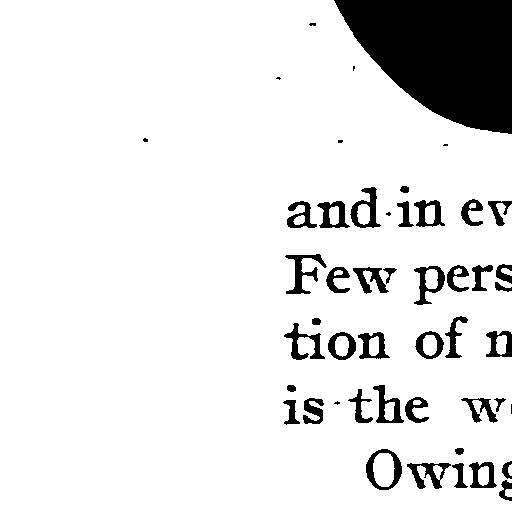 and in ev
Few pers
tion of
is the
Owing